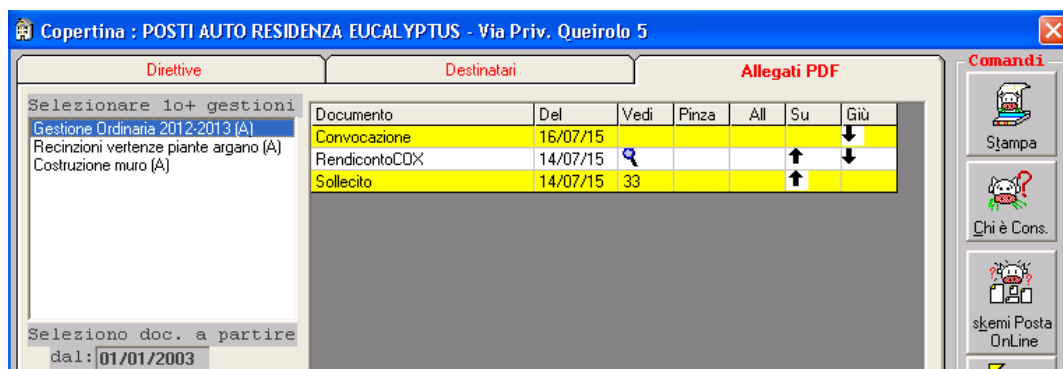 Copertina : POSTI AUTO RESIDENZA EUCALYPTUS - Via Priv. Queirolo 5
Direttive Destinatari Allegati PDF
Comandi
Selezionare 1o+ gestioni
Gestione Ordinaria 2012-2013 (A)
Recinzioni vertenze piante argano (A)
Costruzione muro (A)
Documento Del Vedi Pinza All Su Giù
Convocazione 16/07/15
RendicontoCOX 14/07/15
Sollecito 14/07/15 33
Stampa
Chi è Cons.
skemi Posta
OnLine
Seleziono doc. a partire
dal: 01/01/2003